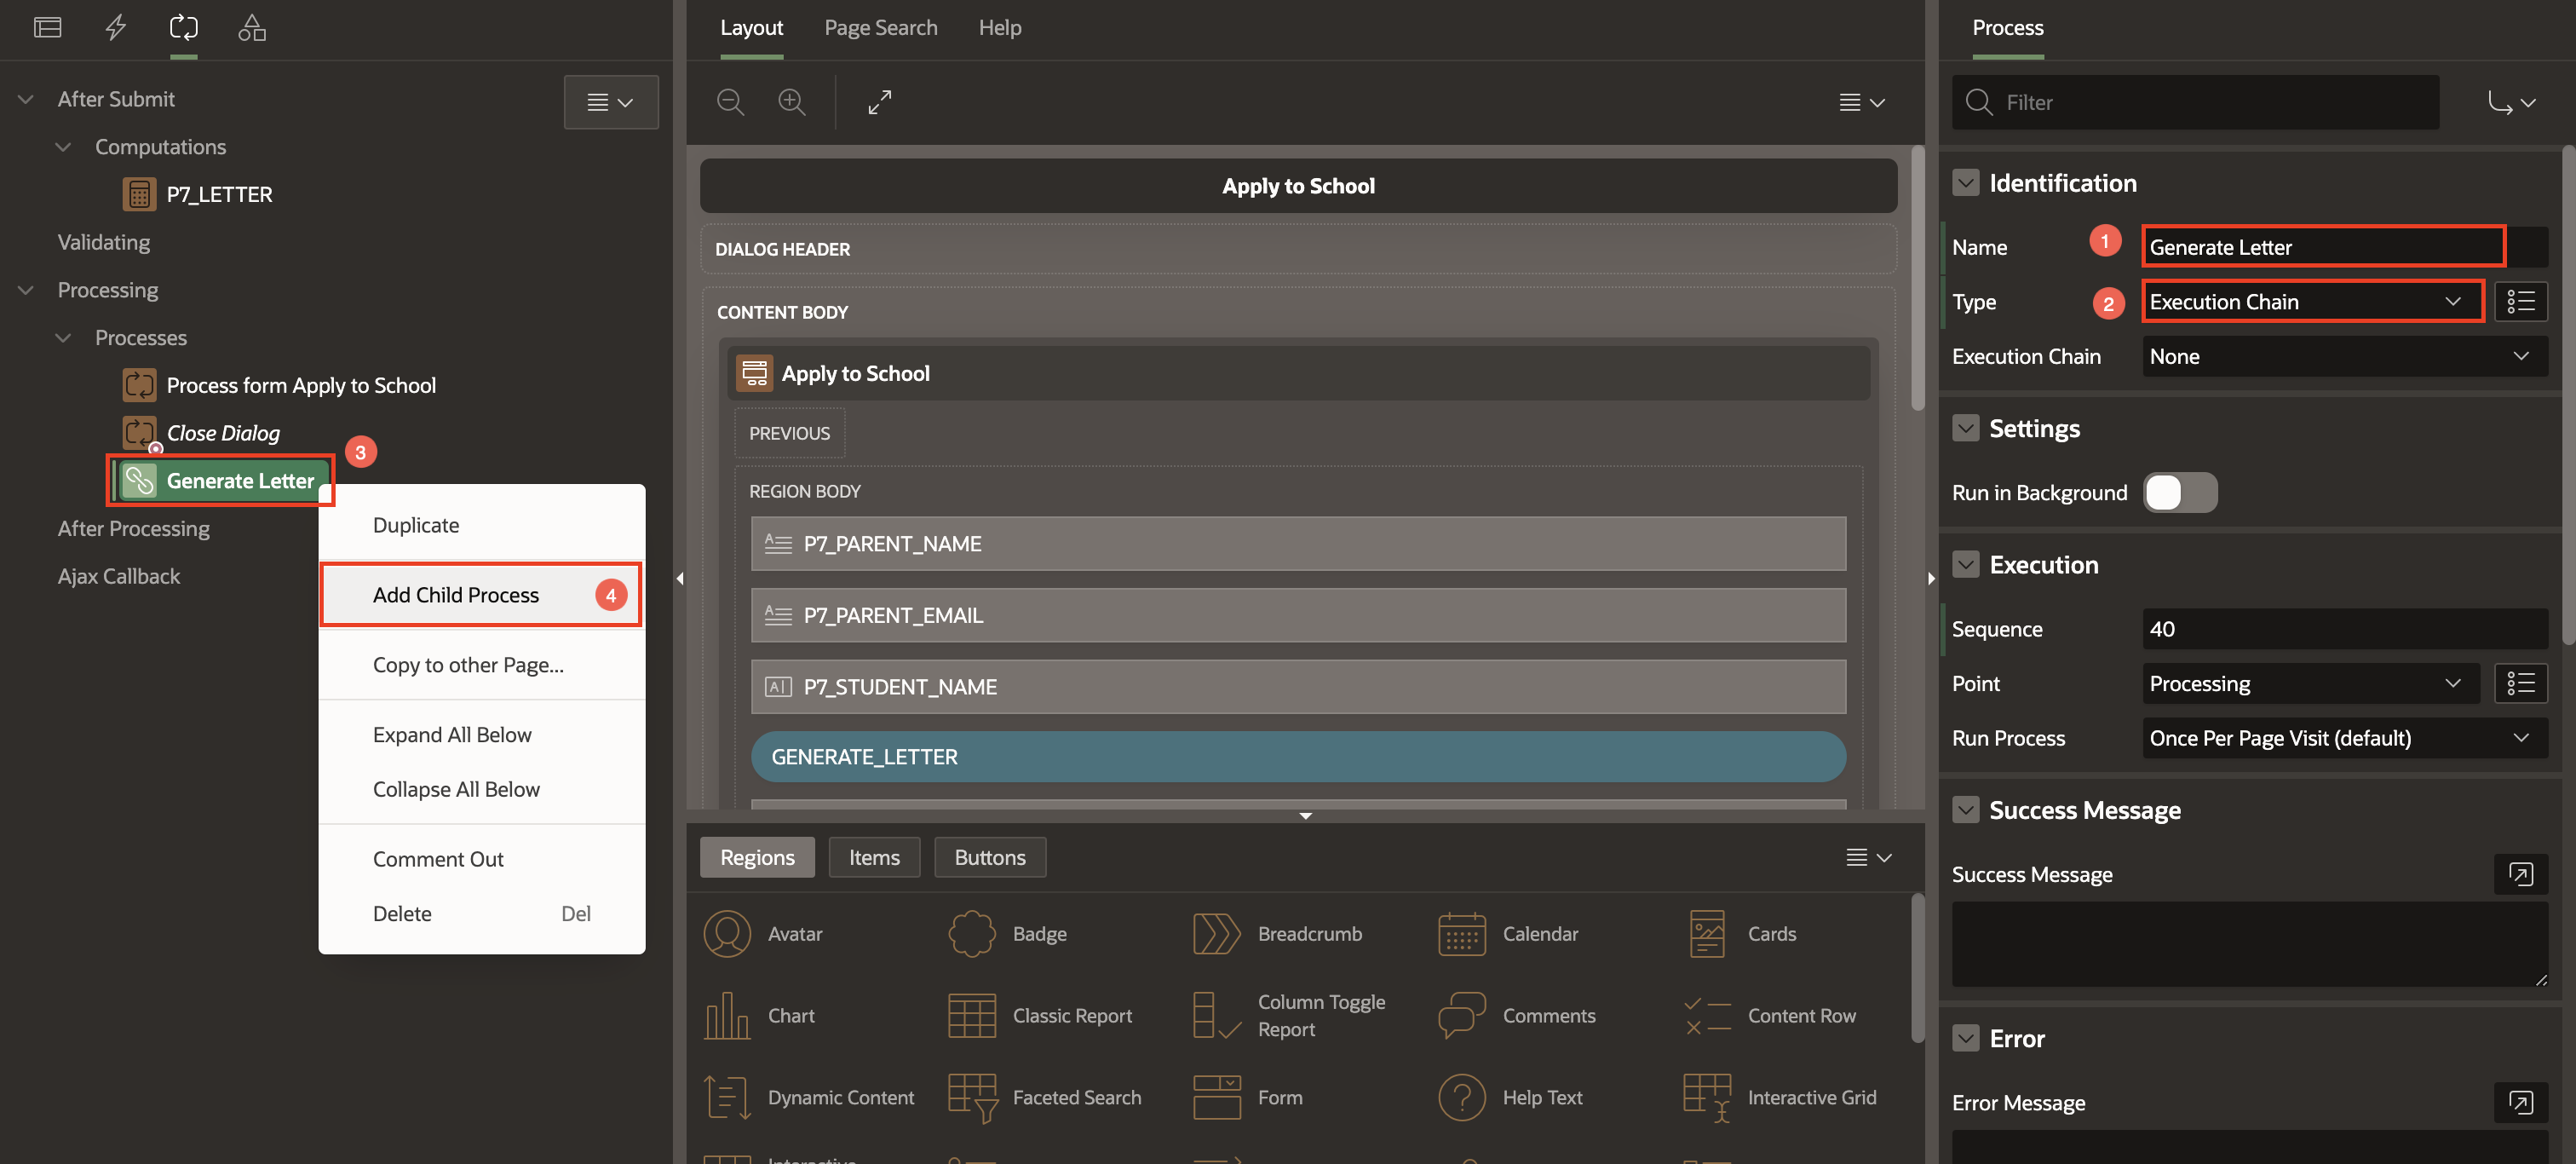 After Submit
Computations
P7_LETTER
Validating
Processing
Processes
Process form Apply to School
Close Dialog
3
Generate Letter
After Processing
Ajax Callback
Duplicate
Add Child Process
4
Copy to other Page...
Expand All Below
Collapse All Below
Comment Out
Delete Del
Layout Page Search Help
Apply to School
DIALOG HEADER
CONTENT BODY
Apply to School
PREVIOUS
REGION BODY
P7_PARENT_NAME
P7_PARENT_EMAIL
P7_STUDENT_NAME
GENERATE_LETTER
Regions Items Buttons
Avatar Badge Breadcrumb Calendar Cards
Chart Classic Report Column Toggle Report Comments Content Row
Dynamic Content Faceted Search Form Help Text Interactive Grid
Process
Filter
Identification
Name 1 Generate Letter
Type 2 Execution Chain
Execution Chain None
Settings
Run in Background
Execution
Sequence 40
Point Processing
Run Process Once Per Page Visit (default)
Success Message
Success Message
Error
Error Message